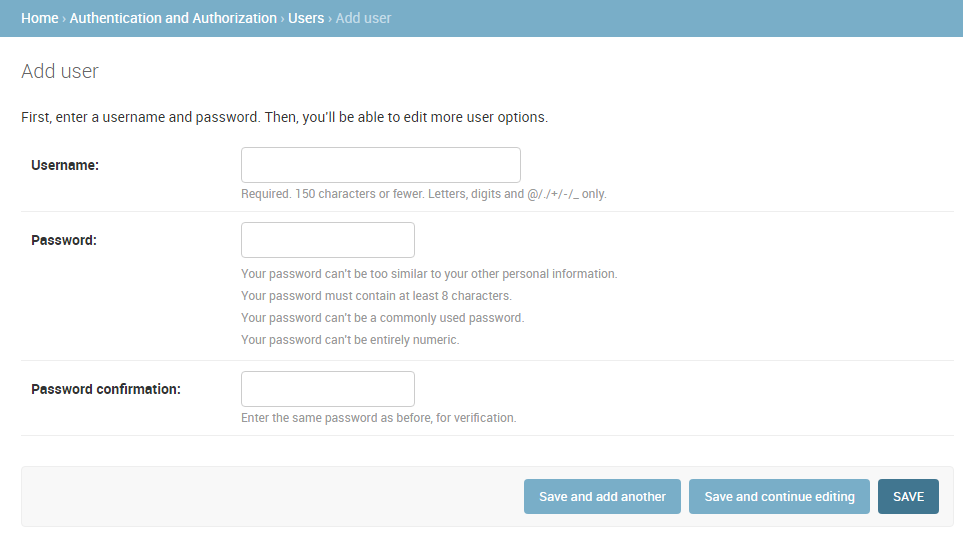 Home › Authentication and Authorization › Users › Add user
Add user
First, enter a username and password. Then, you'll be able to edit more user options.
Username:
Required. 150 characters or fewer. Letters, digits and @/./+/-/_ only.
Password:
Your password can't be too similar to your other personal information.
Your password must contain at least 8 characters.
Your password can't be a commonly used password.
Your password can't be entirely numeric.
Password confirmation:
Enter the same password as before, for verification.
Save and add another Save and continue editing SAVE